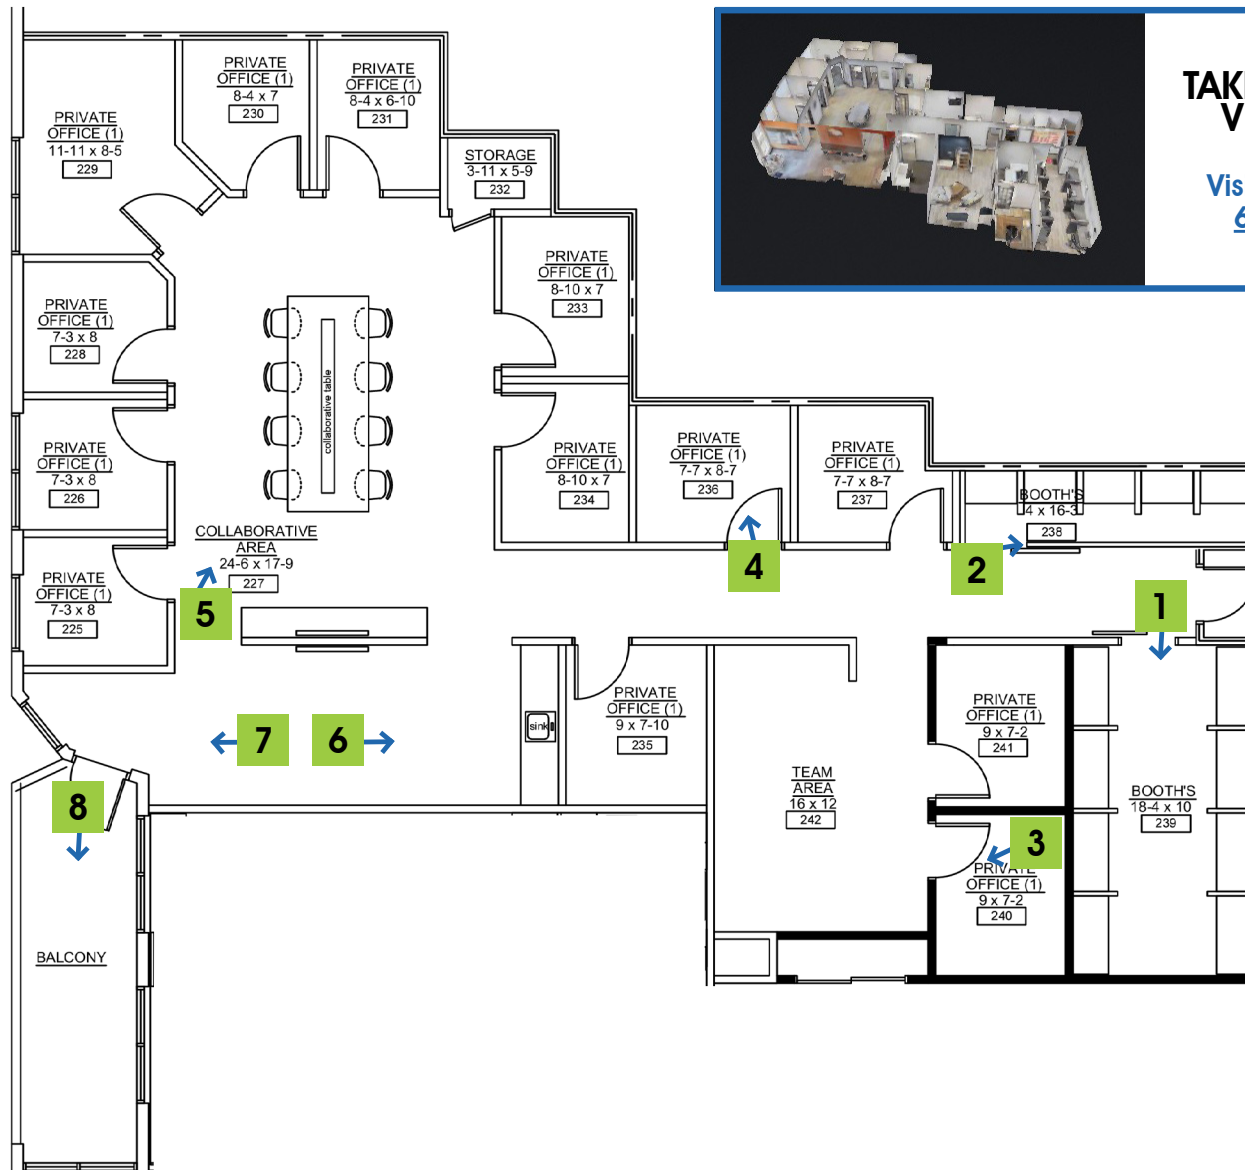 PRIVATE
OFFICE (1)
11-11 x 8-5
229
PRIVATE
OFFICE (1)
8-4 x 7
230
PRIVATE
OFFICE (1)
8-4 x 6-10
231
STORAGE
3-11 x 5-9
232
PRIVATE
OFFICE (1)
8-10 x 7
233
PRIVATE
OFFICE (1)
7-3 x 8
228
collaborative table
PRIVATE
OFFICE (1)
7-3 x 8
226
PRIVATE
OFFICE (1)
8-10 x 7
234
PRIVATE
OFFICE (1)
7-7 x 8-7
236
PRIVATE
OFFICE (1)
7-7 x 8-7
237
BOOTH'S
4 x 16-3
238
COLLABORATIVE
AREA
24-6 x 17-9
227
PRIVATE
OFFICE (1)
7-3 x 8
225
5
4
2
1
7
6
sink
PRIVATE
OFFICE (1)
9 x 7-10
235
PRIVATE
OFFICE (1)
9 x 7-2
241
TEAM
AREA
16 x 12
242
BOOTH'S
18-4 x 10
239
8
3
PRIVATE
OFFICE (1)
9 x 7-2
240
BALCONY
V
Vis
6